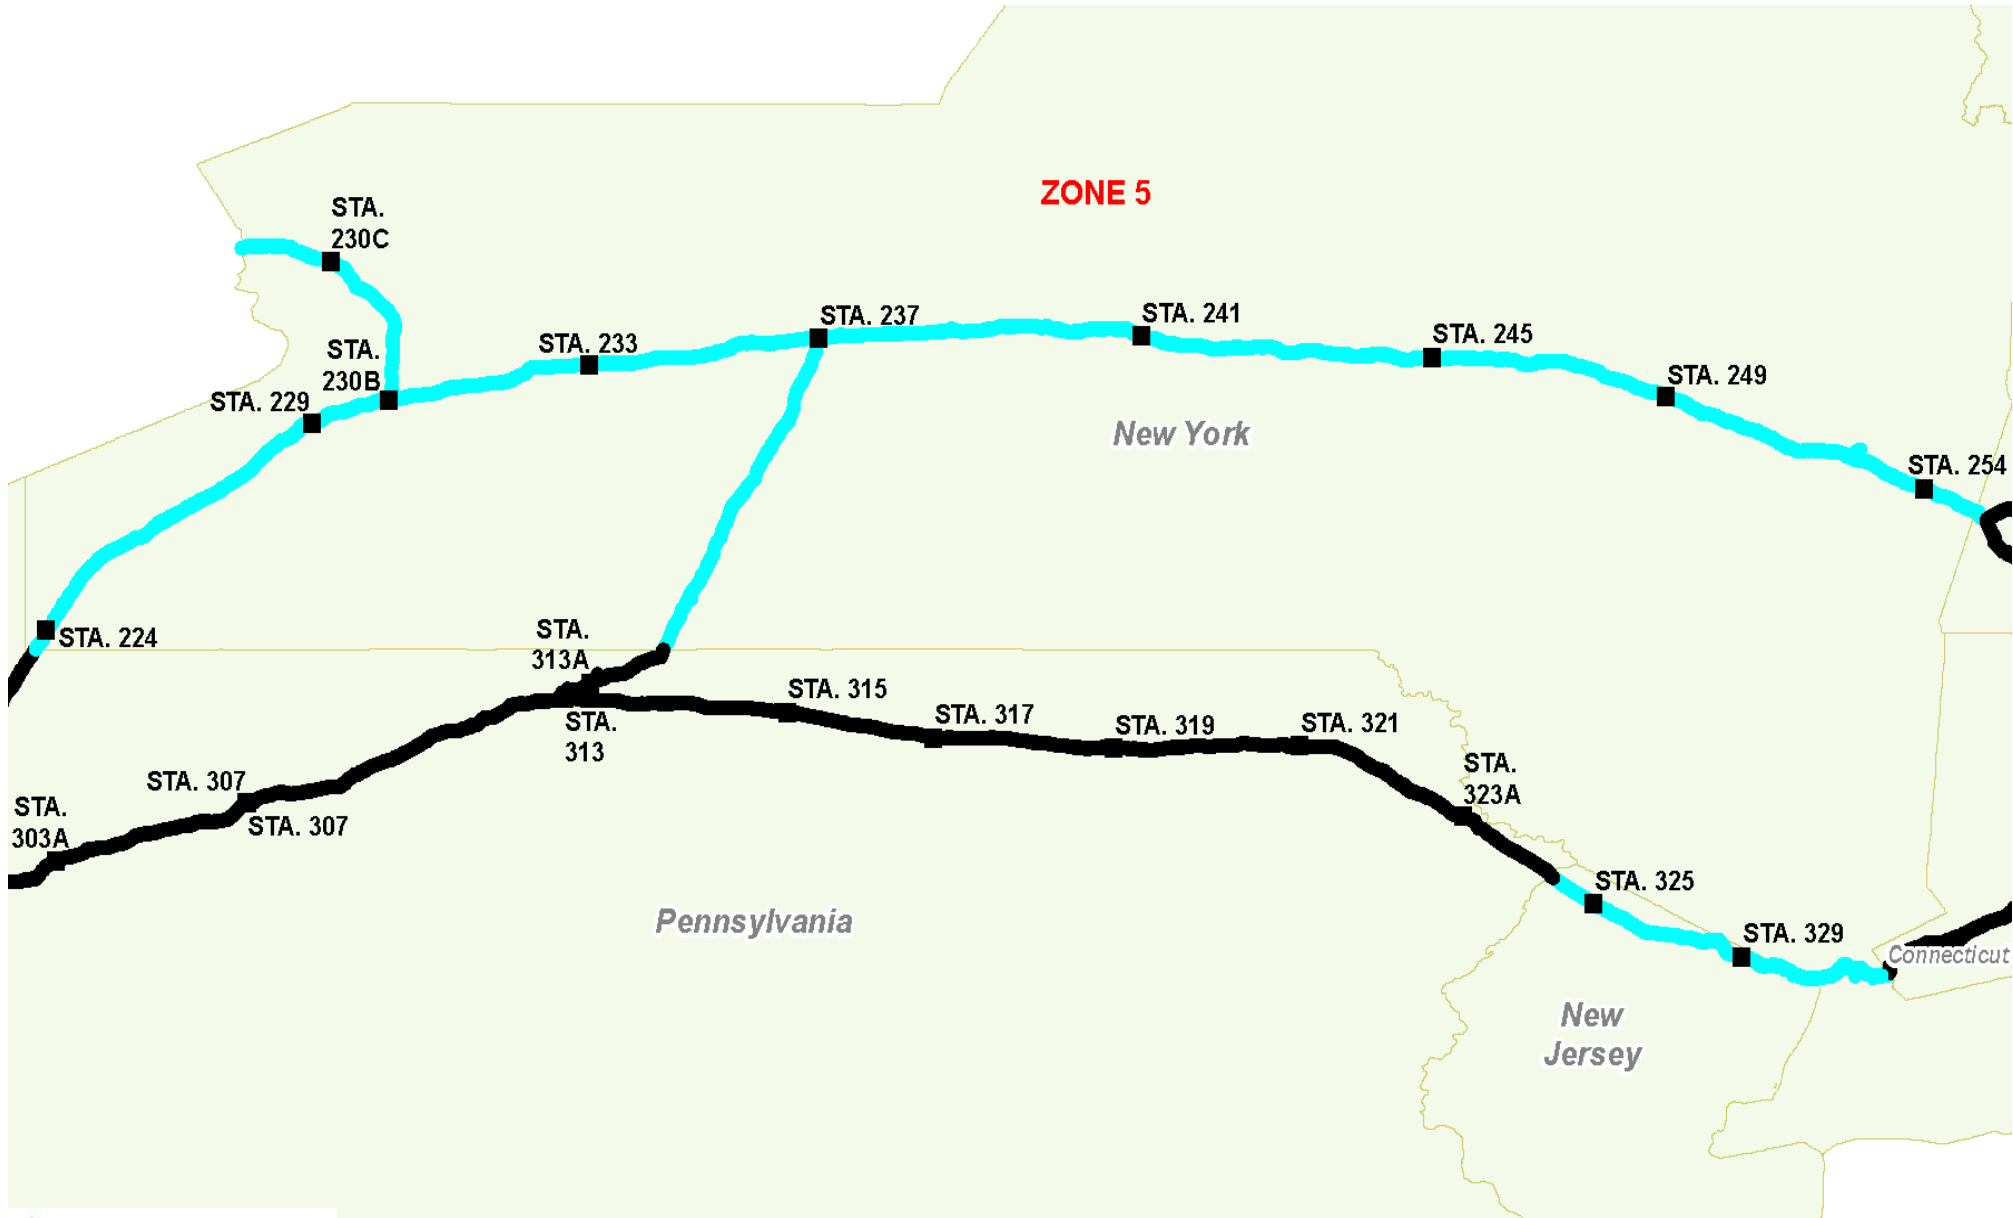 ZONE 5
STA.
230C
STA. 237
STA. 241
STA. 245
STA. 233
STA.
230B
STA. 249
STA. 229
New York
STA. 254
STA. 224
STA.
313A
STA. 315
STA. 317
STA. 319
STA. 321
STA.
313
STA.
323A
STA. 307
STA. 307
STA.
303A
STA. 325
Pennsylvania
STA. 329
Connecticut
New
Jersey